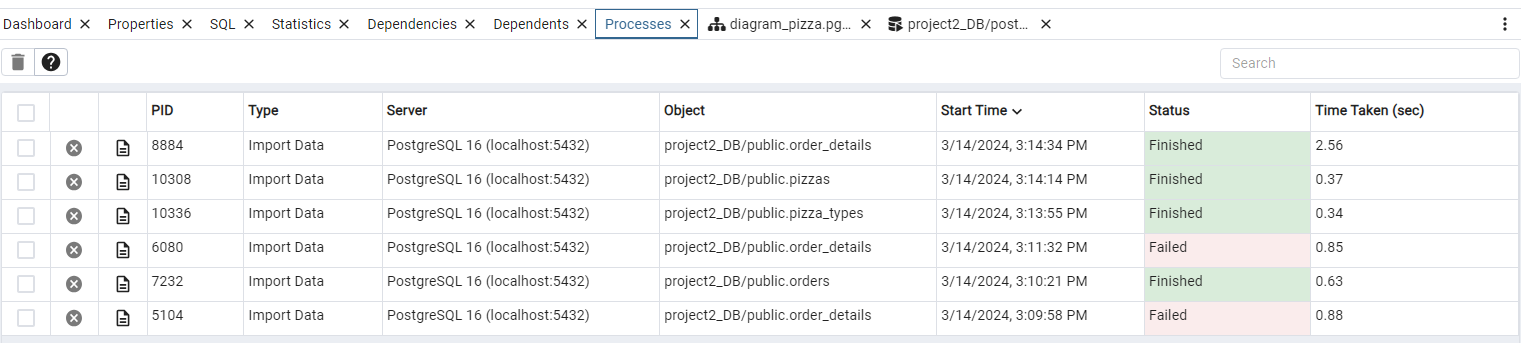 Dashboard Properties SQL Statistics Dependencies Dependents Processes diagram_pizza.pg... project2_DB/post...
Search
PID Type Server Object Start Time Status Time Taken (sec)
8884 Import Data PostgreSQL 16 (localhost:5432) project2_DB/public.order_details 3/14/2024, 3:14:34 PM Finished 2.56
10308 Import Data PostgreSQL 16 (localhost:5432) project2_DB/public.pizzas 3/14/2024, 3:14:14 PM Finished 0.37
10336 Import Data PostgreSQL 16 (localhost:5432) project2_DB/public.pizza_types 3/14/2024, 3:13:55 PM Finished 0.34
6080 Import Data PostgreSQL 16 (localhost:5432) project2_DB/public.order_details 3/14/2024, 3:11:32 PM Failed 0.85
7232 Import Data PostgreSQL 16 (localhost:5432) project2_DB/public.orders 3/14/2024, 3:10:21 PM Finished 0.63
5104 Import Data PostgreSQL 16 (localhost:5432) project2_DB/public.order_details 3/14/2024, 3:09:58 PM Failed 0.88